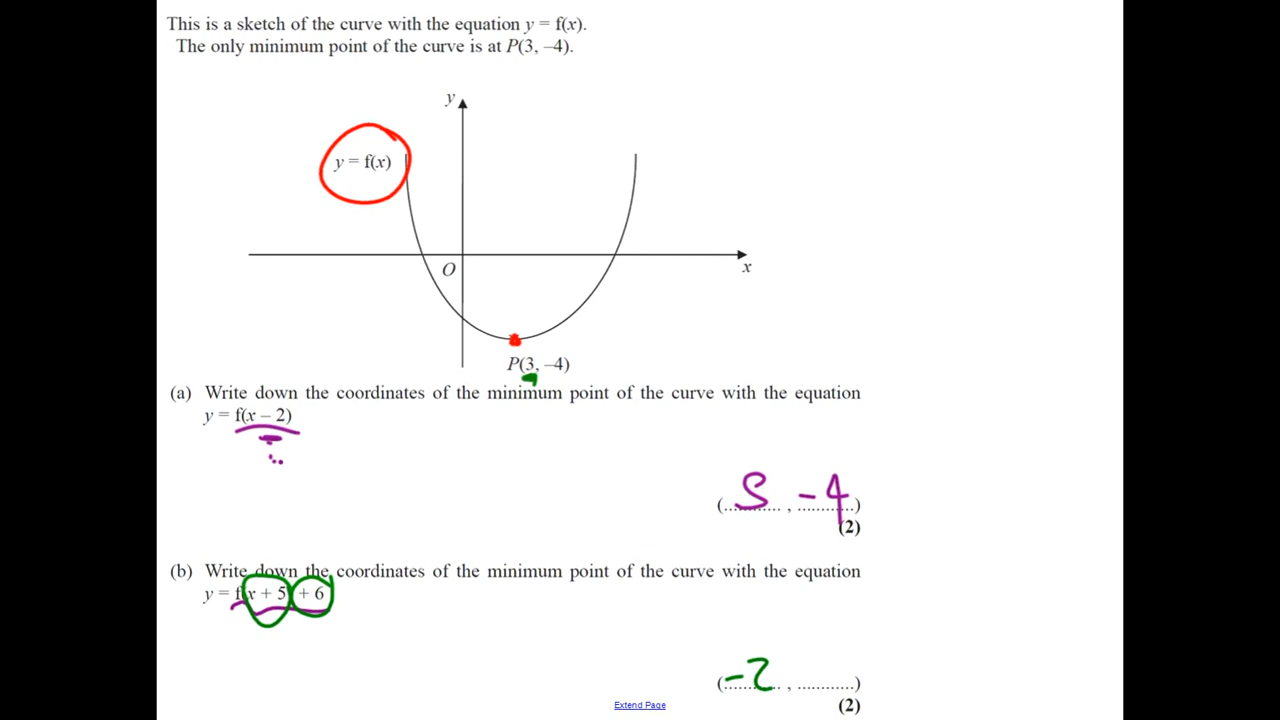 This is a sketch of the curve with the equation y = f(x).
The only minimum point of the curve is at P(3, –4).
y
y = f(x)
O
x
P(3, –4)
(a) Write down the coordinates of the minimum point of the curve with the equation
y = f(x – 2)
(5 , -4)
(2)
(b) Write down the coordinates of the minimum point of the curve with the equation
y = f(x + 5) + 6
(-2 , ............)
(2)
Extend Page